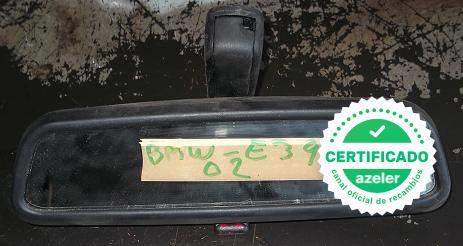 BMW-E39
02
CERTIFICADO
azeler
canal oficial de recambios